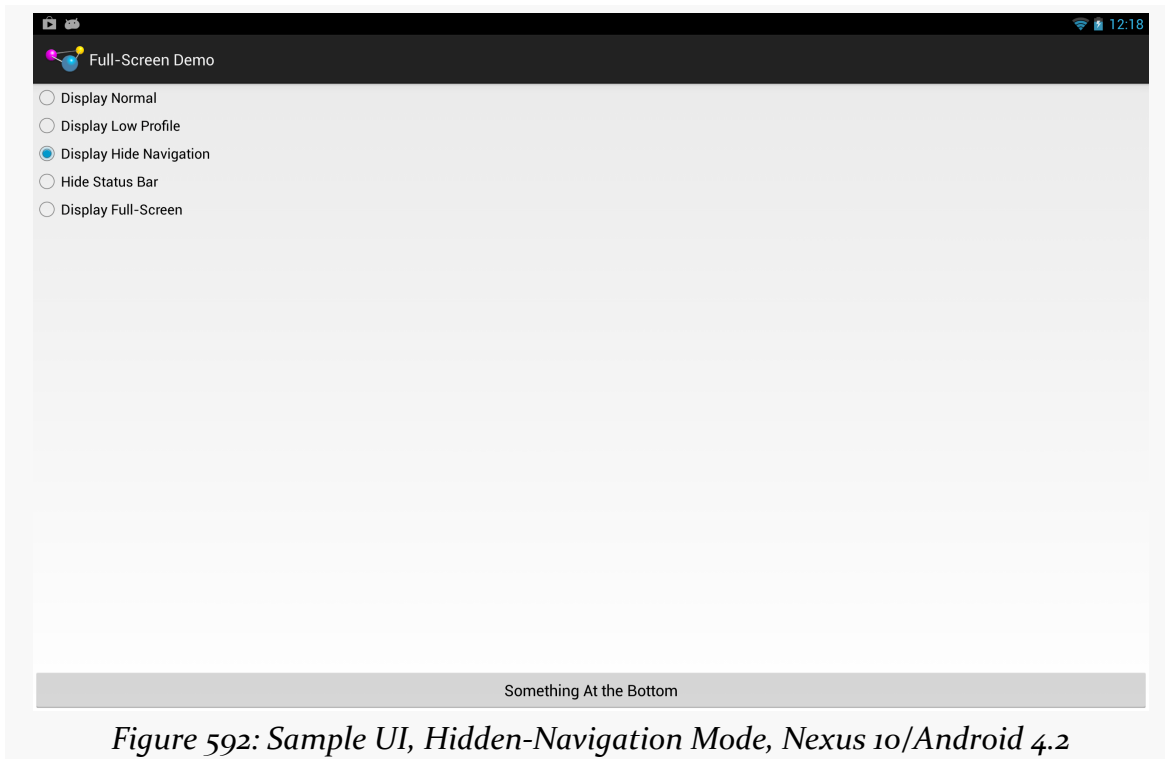 12:18
Full-Screen Demo
Display Normal
Display Low Profile
Display Hide Navigation
Hide Status Bar
Display Full-Screen
Something At the Bottom
Figure 592: Sample UI, Hidden-Navigation Mode, Nexus 10/Android 4.2